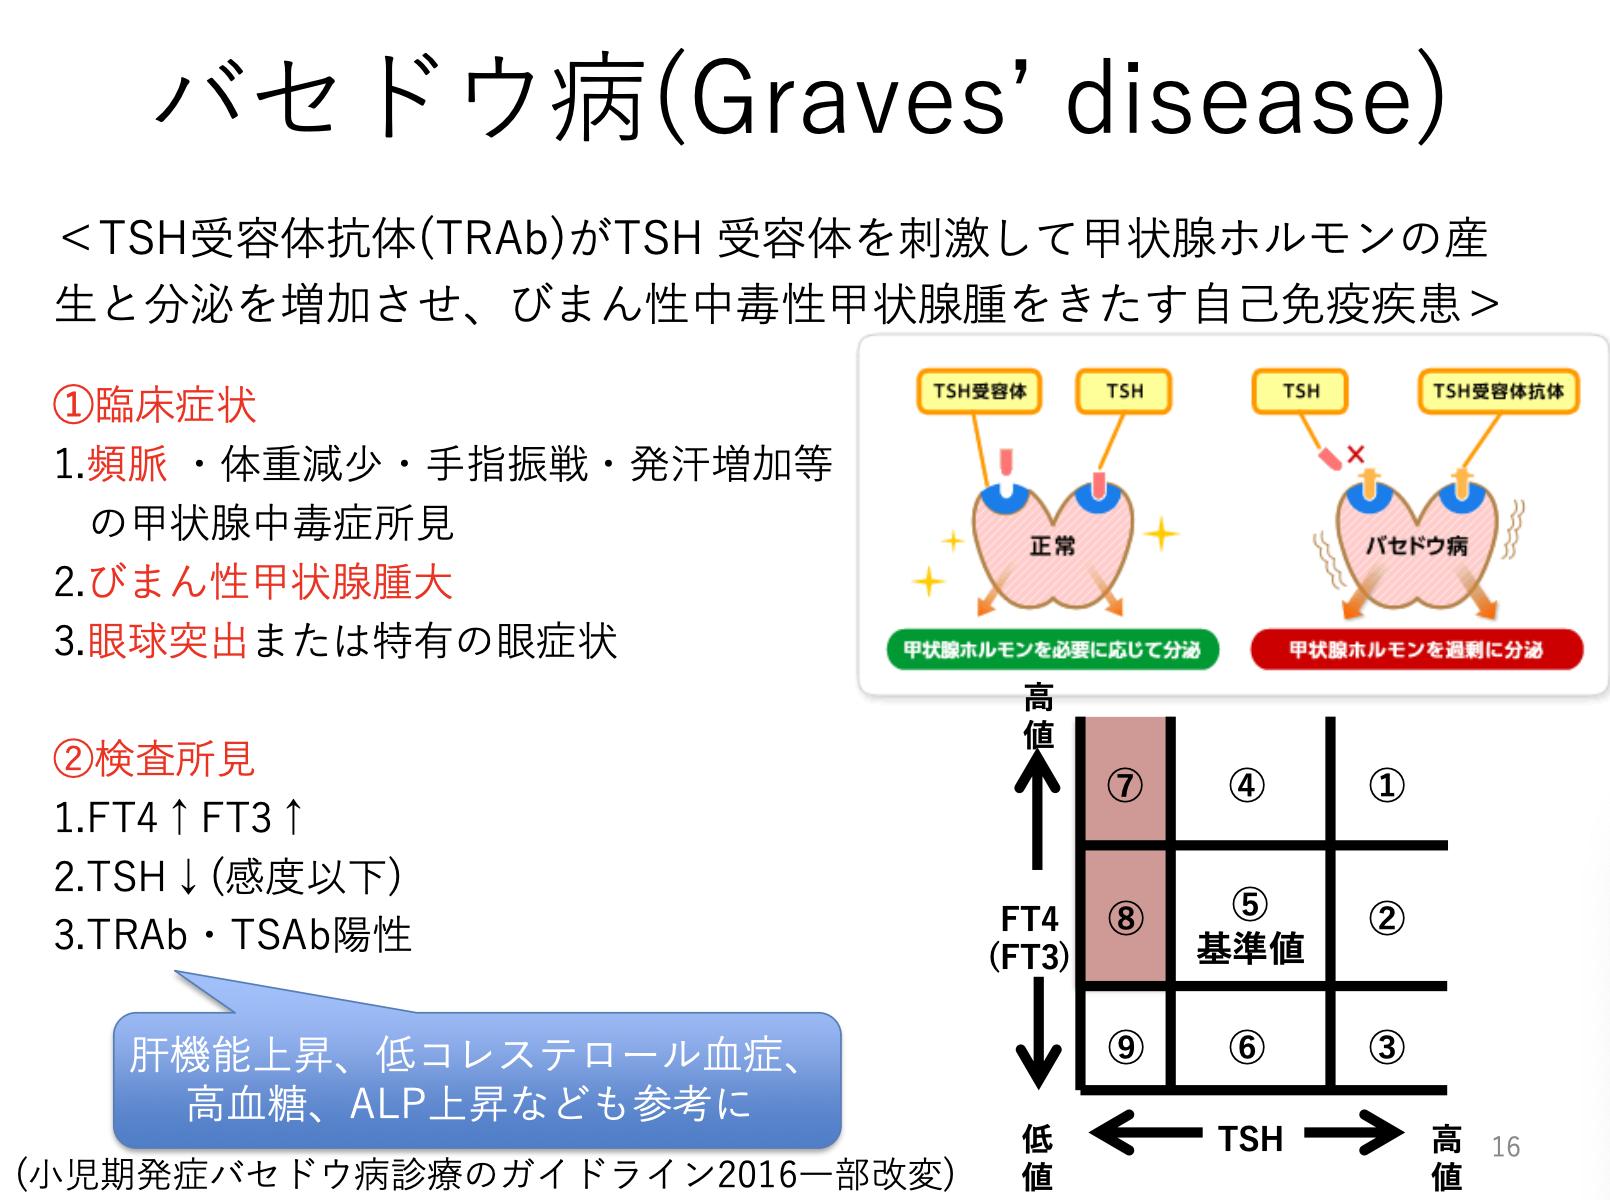 バセドウ病(Graves’ disease)
＜TSH受容体抗体(TRAb)がTSH 受容体を刺激して甲状腺ホルモンの産
生と分泌を増加させ、びまん性中毒性甲状腺腫をきたす自己免疫疾患＞
①臨床症状
1.頻脈 ・体重減少・手指振戦・発汗増加等
の甲状腺中毒症所見
2.びまん性甲状腺腫大
3.眼球突出または特有の眼症状
②検査所見
1.FT4↑FT3↑
2.TSH↓(感度以下)
3.TRAb・TSAb陽性
肝機能上昇、低コレステロール血症、
高血糖、ALP上昇なども参考に
(小児期発症バセドウ病診療のガイドライン2016一部改変)
TSH受容体
TSH
TSH
TSH受容体抗体
×
正常
バセドウ病
甲状腺ホルモンを必要に応じて分泌
甲状腺ホルモンを過剰に分泌
高
値
⑦
④
①
FT4
(FT3)
⑧
⑤
基準値
②
⑨
⑥
③
低
値
TSH
高
値
16